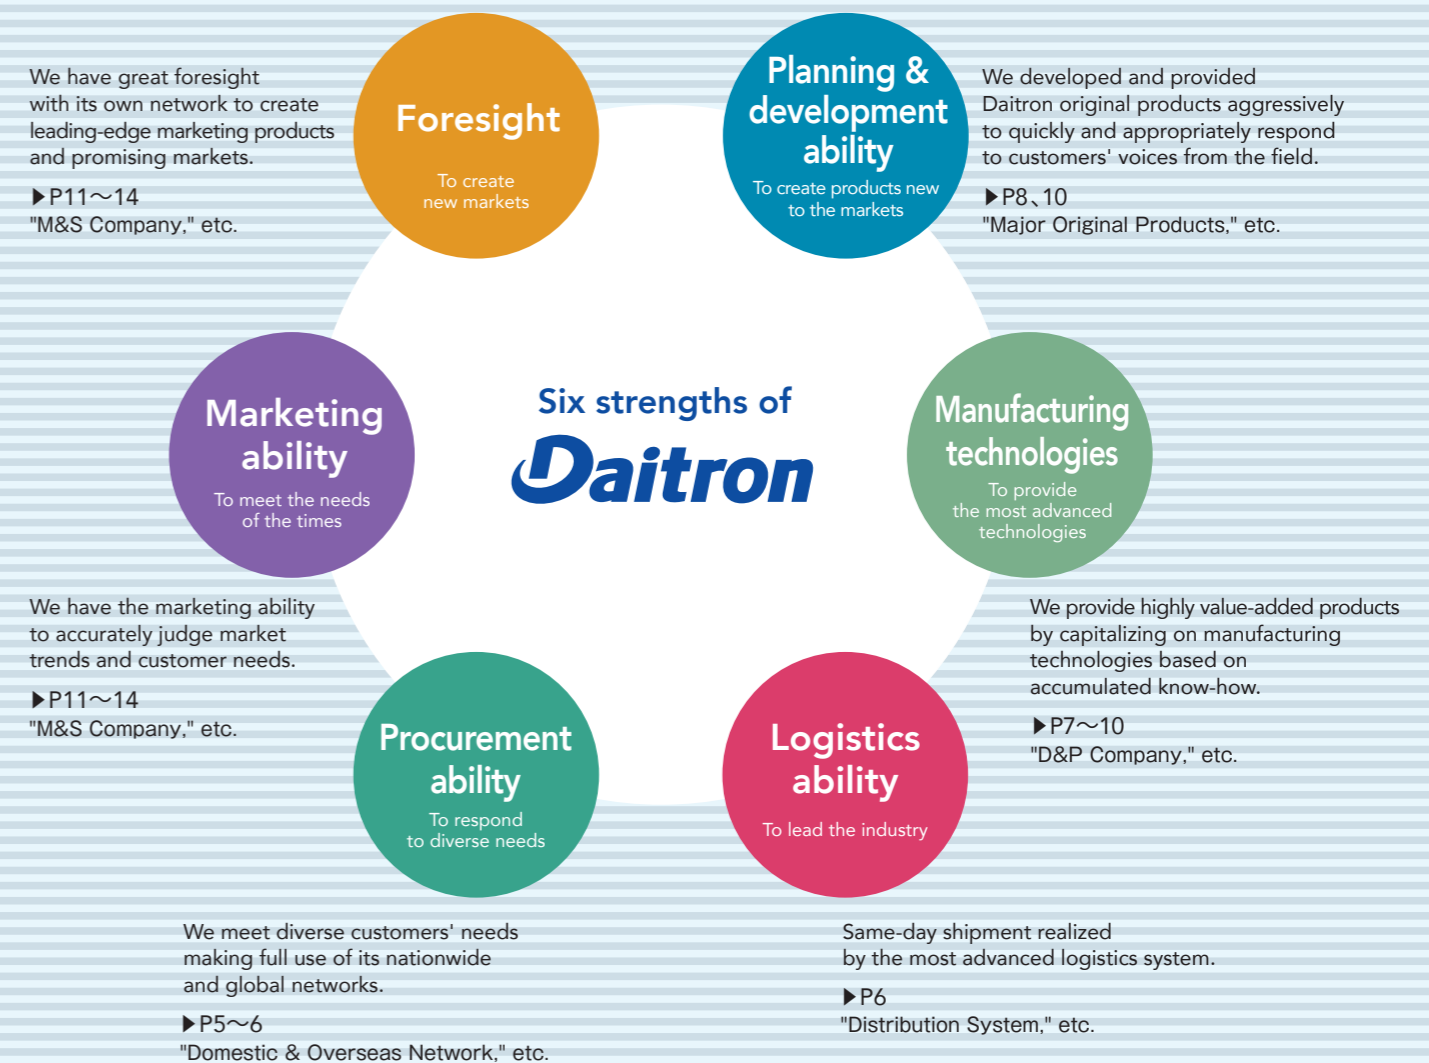 Six strengths of
Daitron
Foresight
To create
new markets
We have great foresight
with its own network to create
leading-edge marketing products
and promising markets.
▶P11～14
"M&S Company," etc.
Planning &
development
ability
To create products new
to the markets
We developed and provided
Daitron original products aggressively
to quickly and appropriately respond
to customers' voices from the field.
▶P8、10
"Major Original Products," etc.
Marketing
ability
To meet the needs
of the times
We have the marketing ability
to accurately judge market
trends and customer needs.
▶P11～14
"M&S Company," etc.
Manufacturing
technologies
To provide
the most advanced
technologies
We provide highly value-added products
by capitalizing on manufacturing
technologies based on
accumulated know-how.
▶P7～10
"D&P Company," etc.
Procurement
ability
To respond
to diverse needs
We meet diverse customers' needs
making full use of its nationwide
and global networks.
▶P5～6
"Domestic & Overseas Network," etc.
Logistics
ability
To lead the industry
Same-day shipment realized
by the most advanced logistics system.
▶P6
"Distribution System," etc.